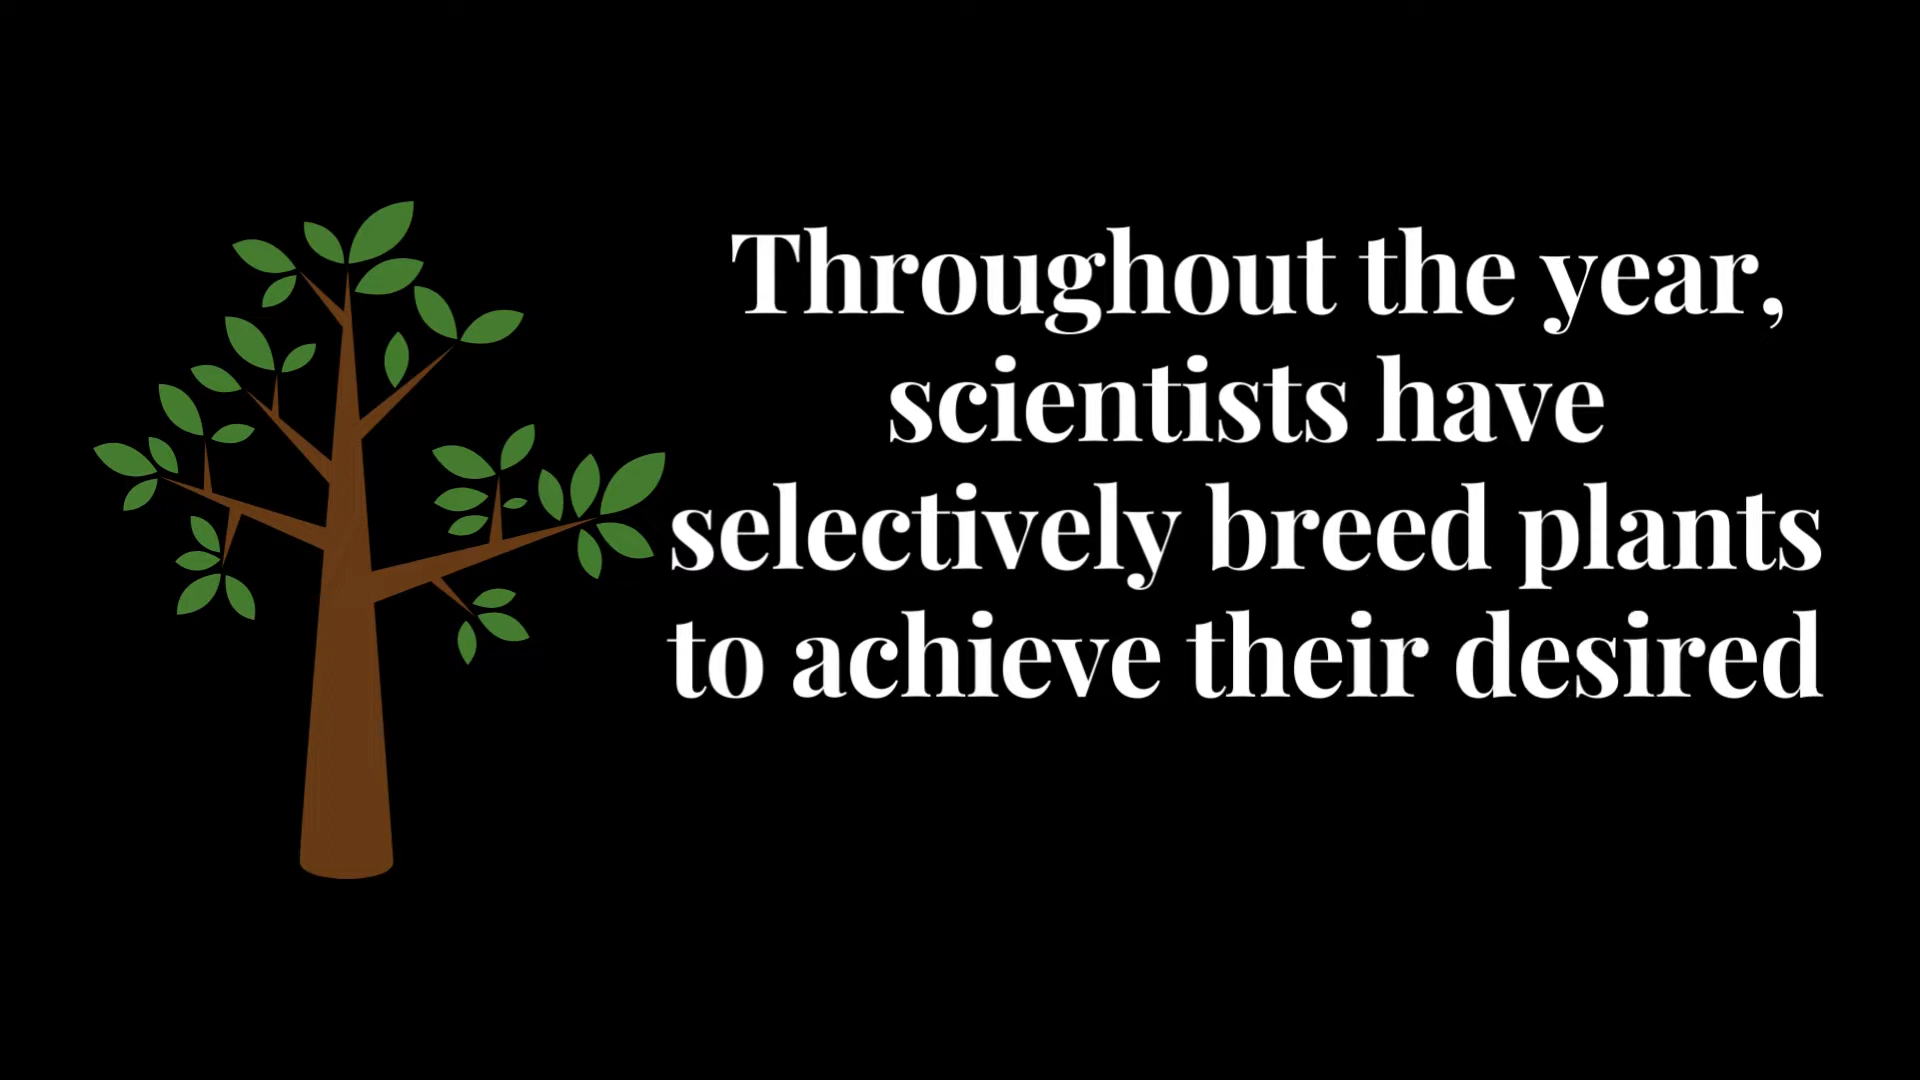 Throughout the year,
scientists have
selectively breed plants
to achieve their desired